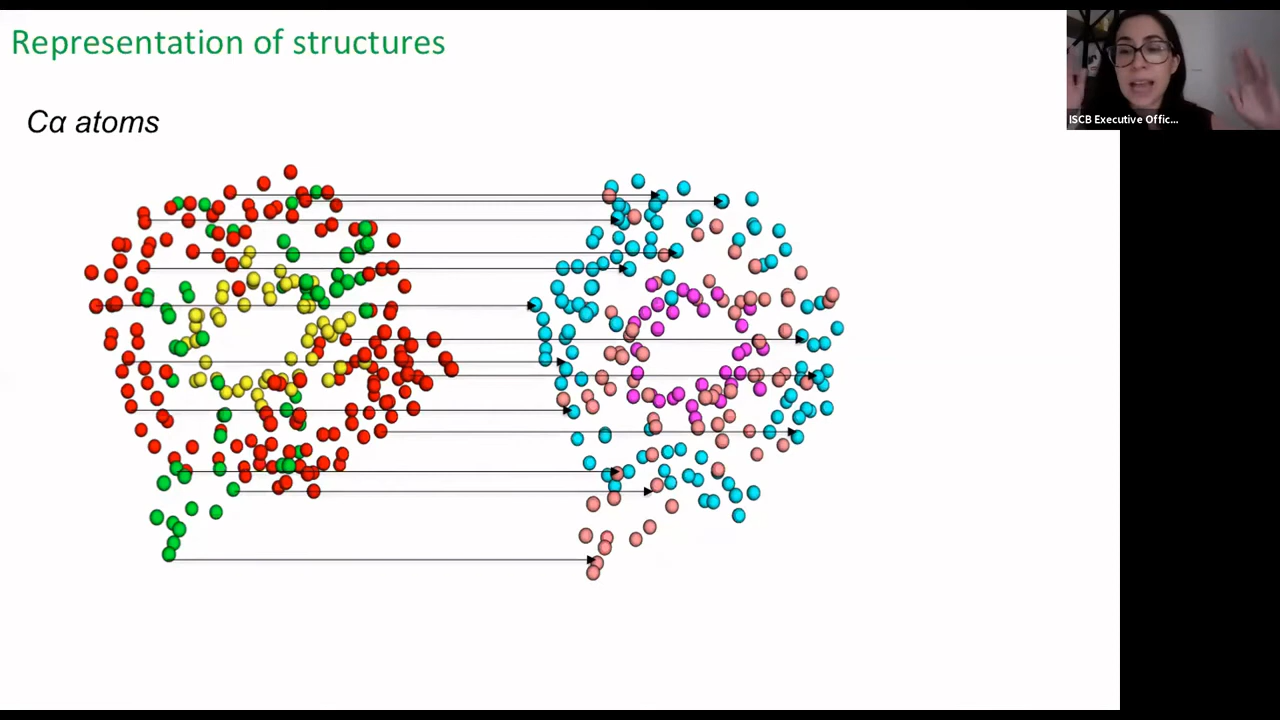 Representation of structures
Cα atoms
ISCB Executive Offic...